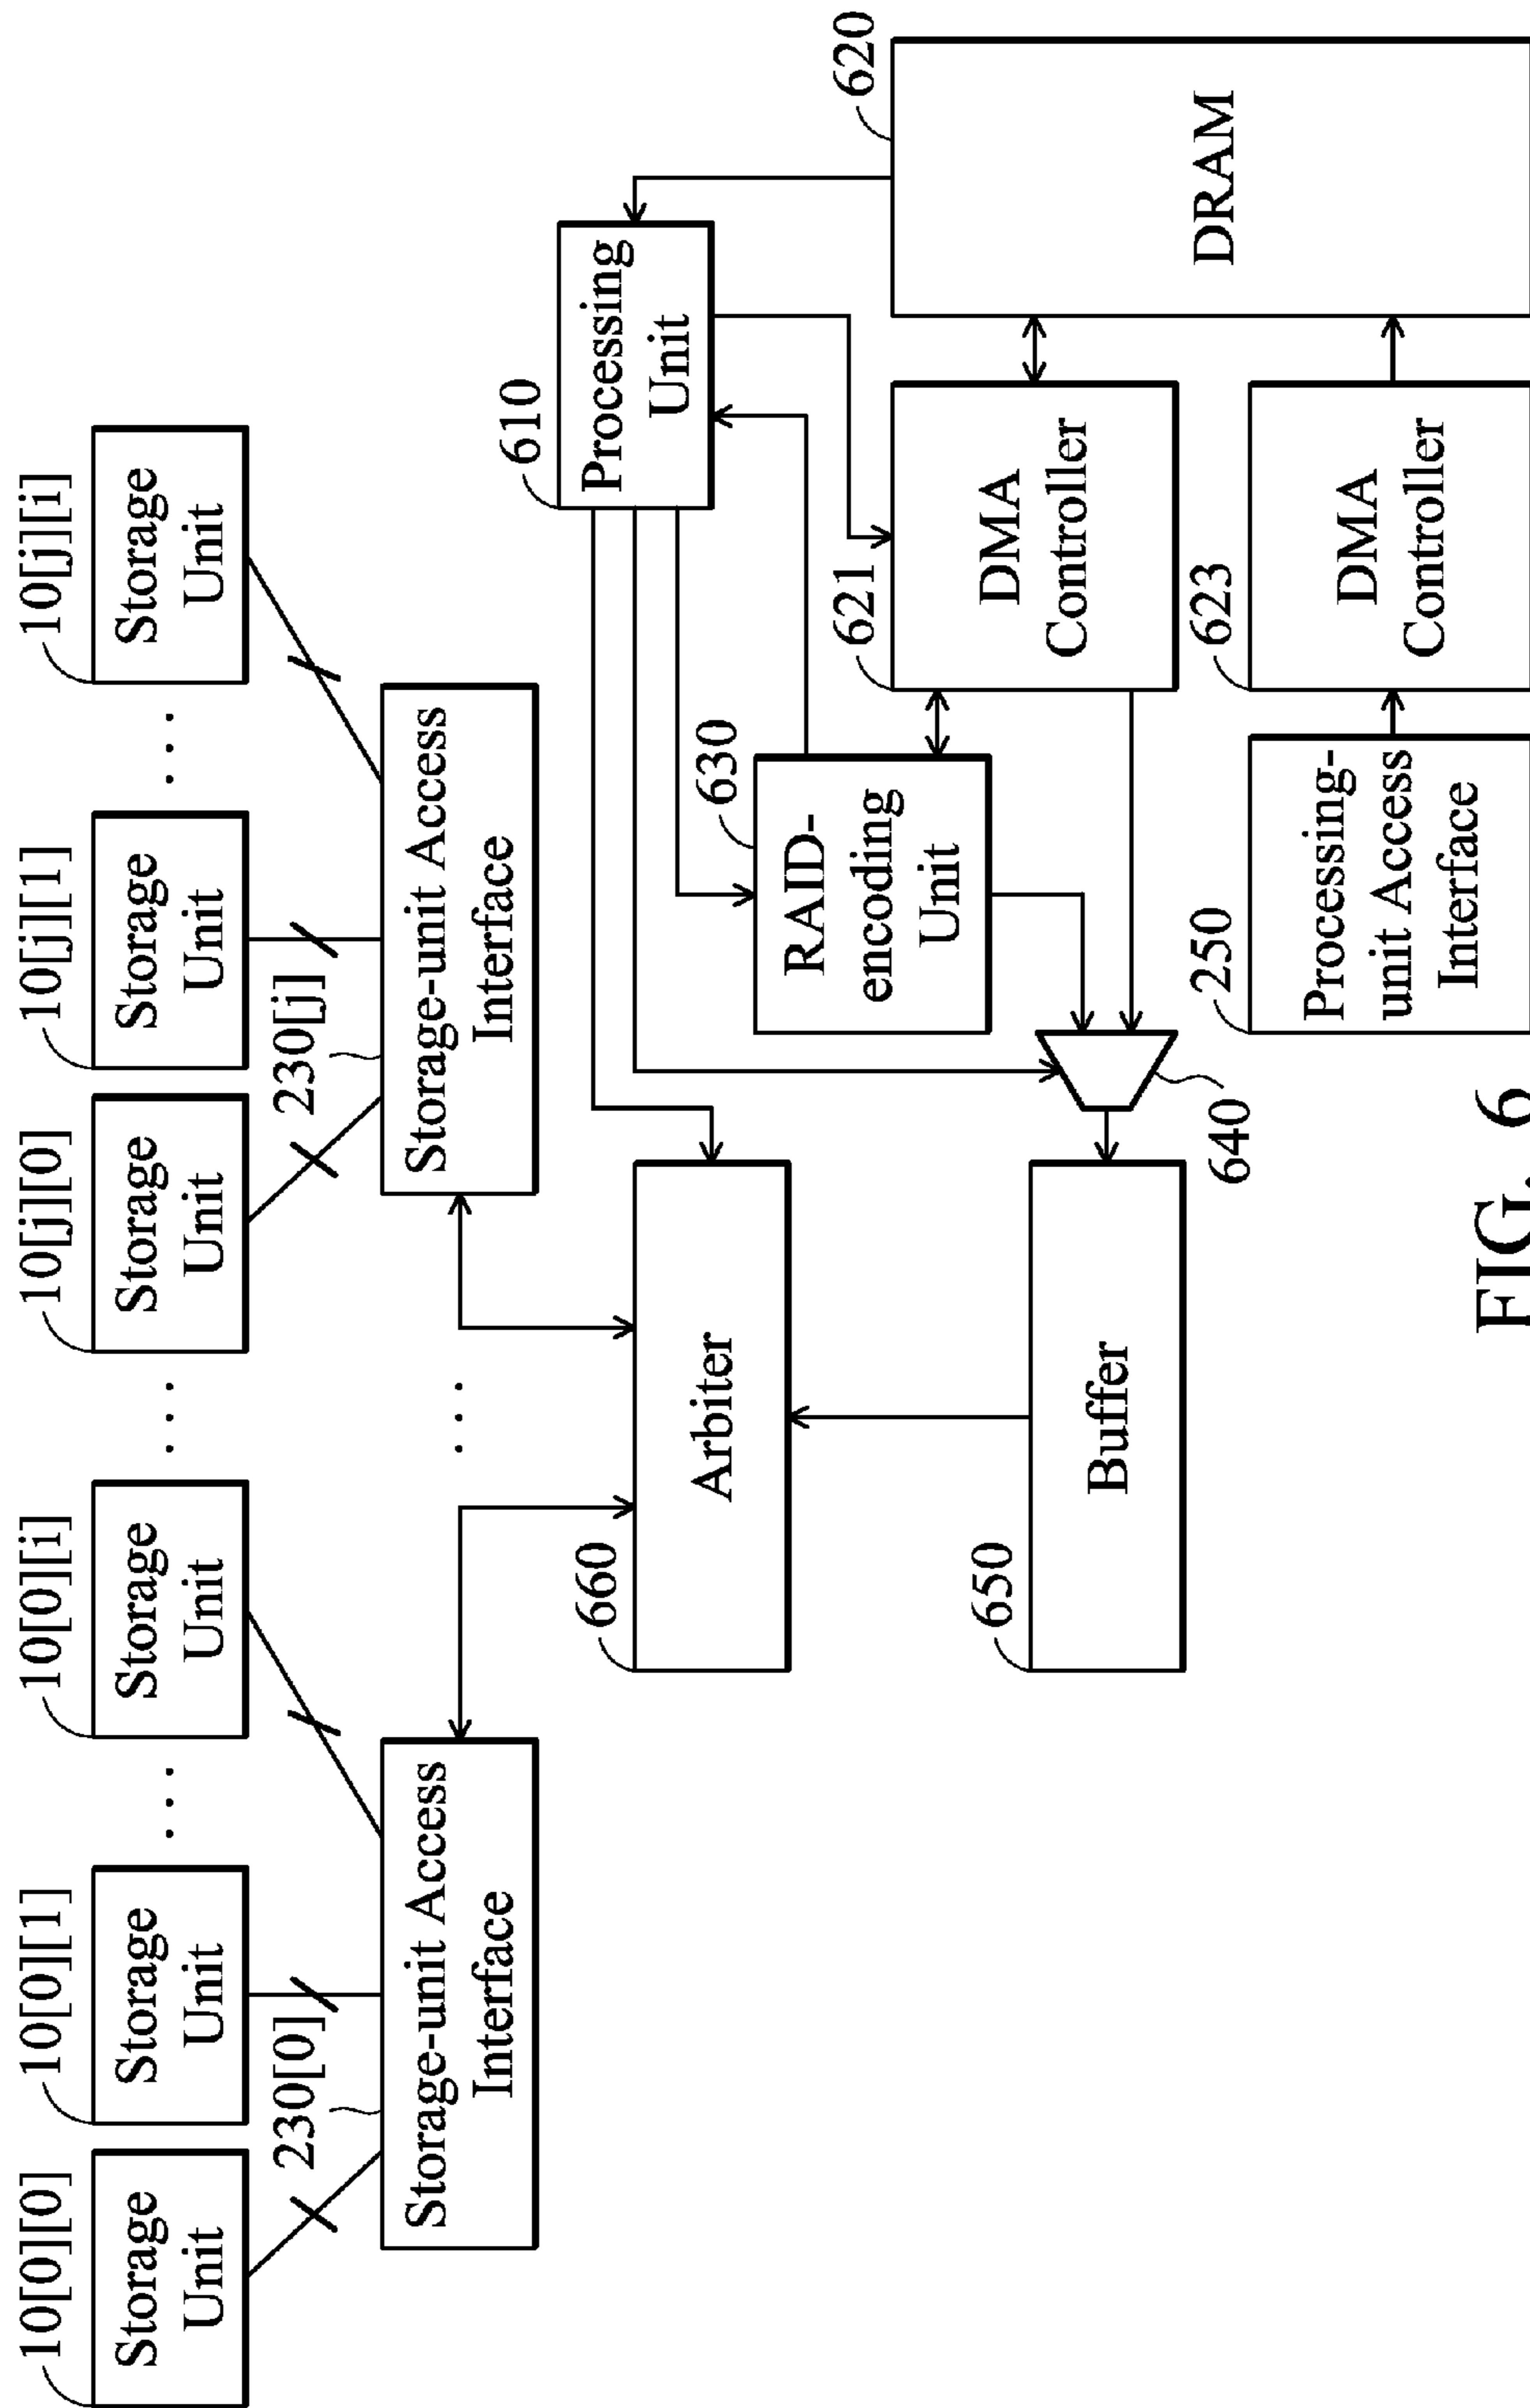 10[0][0]
Storage
Unit
10[0][1]
Storage
Unit
...
10[0][i]
Storage
Unit
...
10[j][0]
Storage
Unit
10[j][1]
Storage
Unit
...
10[j][i]
Storage
Unit
230[0]
Storage-unit Access
Interface
...
230[j]
Storage-unit Access
Interface
660
Arbiter
610
Processing
Unit
630
RAID-
encoding
Unit
650
Buffer
640
621
DMA
Controller
620
DRAM
250
Processing-
unit Access
Interface
623
DMA
Controller
FIG. 6